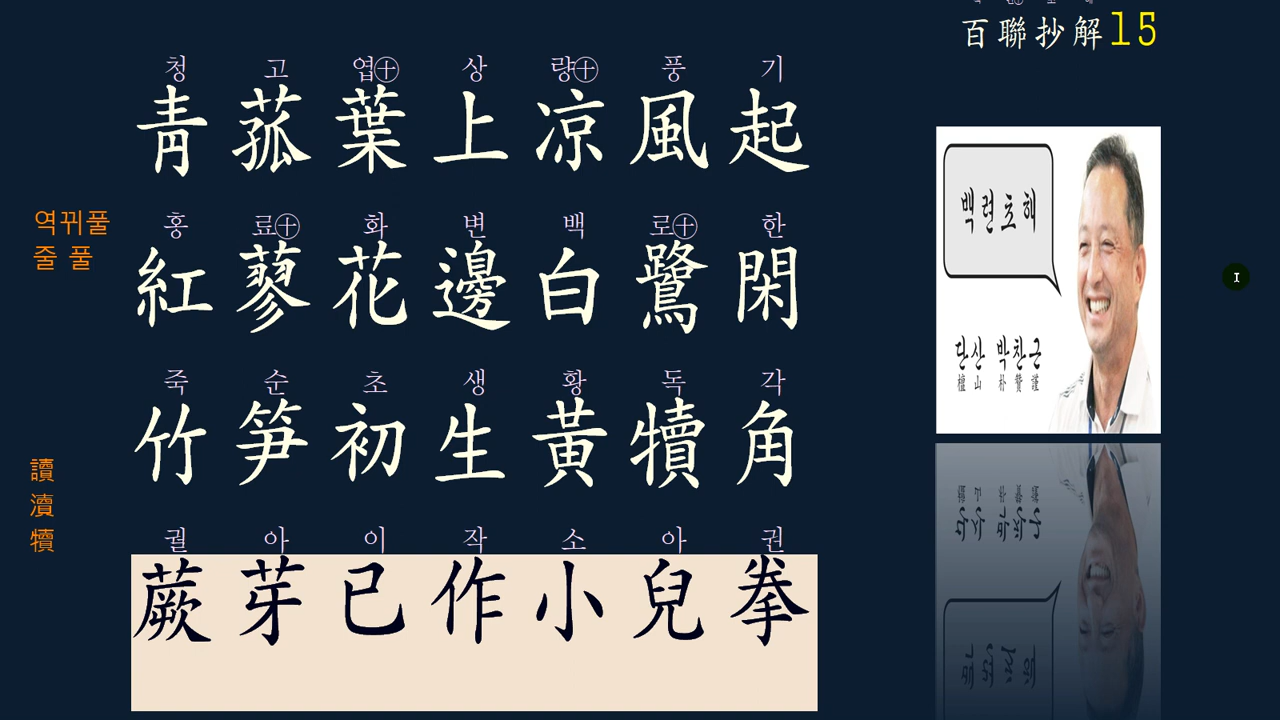 百聯抄解15
청 고 엽㊉ 상 량㊉ 풍 기
靑菰葉上凉風起
역뀌풀
줄 풀
홍 료㊉ 화 변 백 로㊉ 한
紅蓼花邊白鷺閑
죽 순 초 생 황 독 각
竹笋初生黃犢角
讀
瀆
犢
궐 아 이 작 소 아 권
蕨芽已作小兒拳
백련초해
단산 박찬근
檀山 朴贊謹